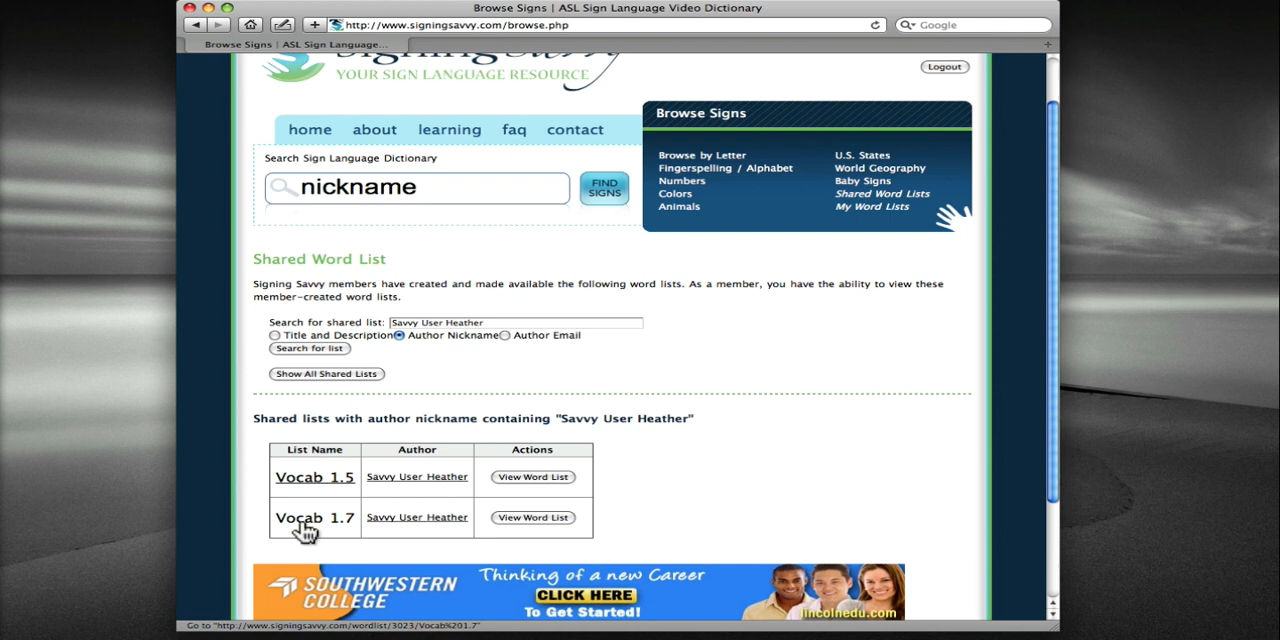 Browse Signs | ASL Sign Language Video Dictionary
http://www.signingsavvy.com/browse.php
Google
Browse Signs | ASL Sign Language...
YOUR SIGN LANGUAGE RESOURCE
Logout
home about learning faq contact
Search Sign Language Dictionary
nickname
FIND
SIGNS
Browse Signs
Browse by Letter
Fingerspelling / Alphabet
Numbers
Colors
Animals
U.S. States
World Geography
Baby Signs
Shared Word Lists
My Word Lists
Shared Word List
Signing Savvy members have created and made available the following word lists. As a member, you have the ability to view these
member-created word lists.
Search for shared list: Savvy User Heather
Title and Description Author Nickname Author Email
Search for list
Show All Shared Lists
Shared lists with author nickname containing "Savvy User Heather"
List Name Author Actions
Vocab 1.5 Savvy User Heather View Word List
Vocab 1.7 Savvy User Heather View Word List
SOUTHWESTERN
COLLEGE
Thinking of a new Career
CLICK HERE
To Get Started!
lincolnedu.com
Go to "http://www.signingsavvy.com/wordlist/3023/Vocab%201.7"